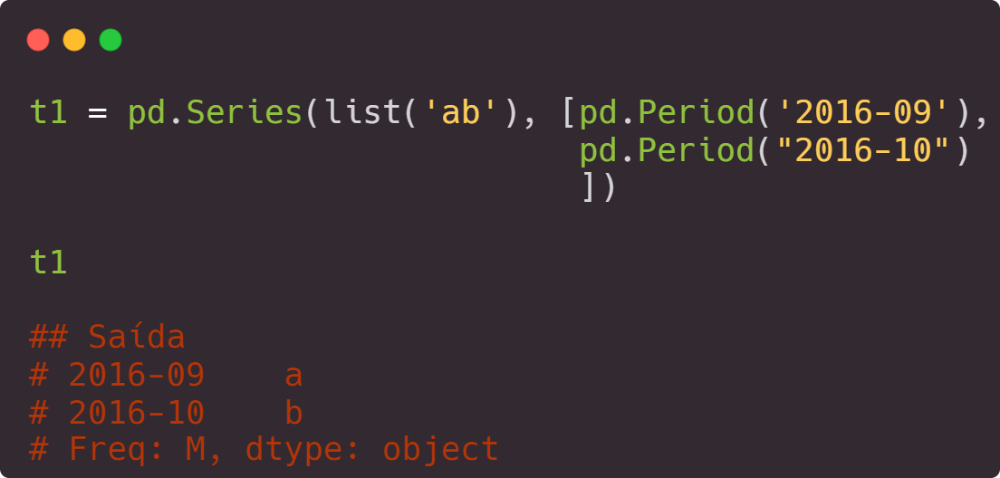 t1 = pd.Series(list('ab'), [pd.Period('2016-09'),
                            pd.Period("2016-10")
                            ])

t1

## Saída
# 2016-09    a
# 2016-10    b
# Freq: M, dtype: object